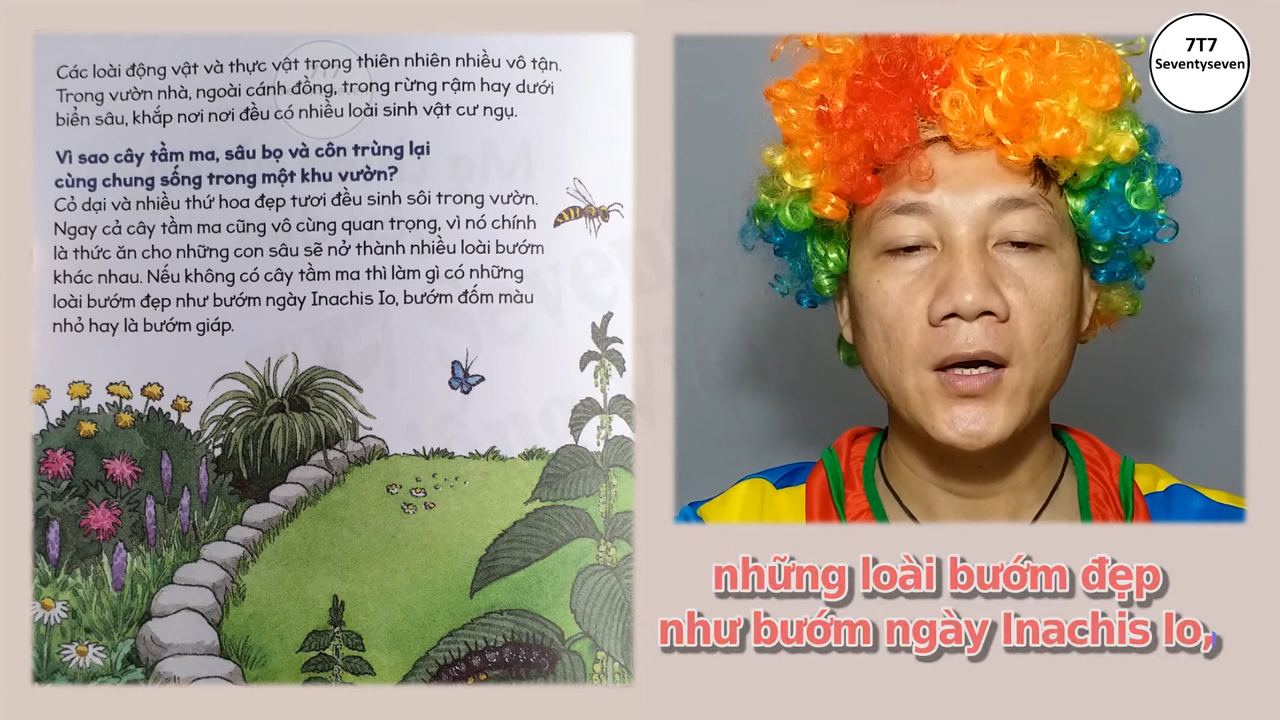 Các loài động vật và thực vật trong thiên nhiên nhiều vô tận.
Trong vườn nhà, ngoài cánh đồng, trong rừng rậm hay dưới
biển sâu, khắp nơi nơi đều có nhiều loài sinh vật cư ngụ.
Vì sao cây tầm ma, sâu bọ và côn trùng lại
cùng chung sống trong một khu vườn?
Cỏ dại và nhiều thứ hoa đẹp tươi đều sinh sôi trong vườn.
Ngay cả cây tầm ma cũng vô cùng quan trọng, vì nó chính
là thức ăn cho những con sâu sẽ nở thành nhiều loài bướm
khác nhau. Nếu không có cây tầm ma thì làm gì có những
loài bướm đẹp như bướm ngày Inachis Io, bướm đốm màu
nhỏ hay là bướm giáp.
7T7
Seventyseven
những loài bướm đẹp
như bướm ngày Inachis Io,